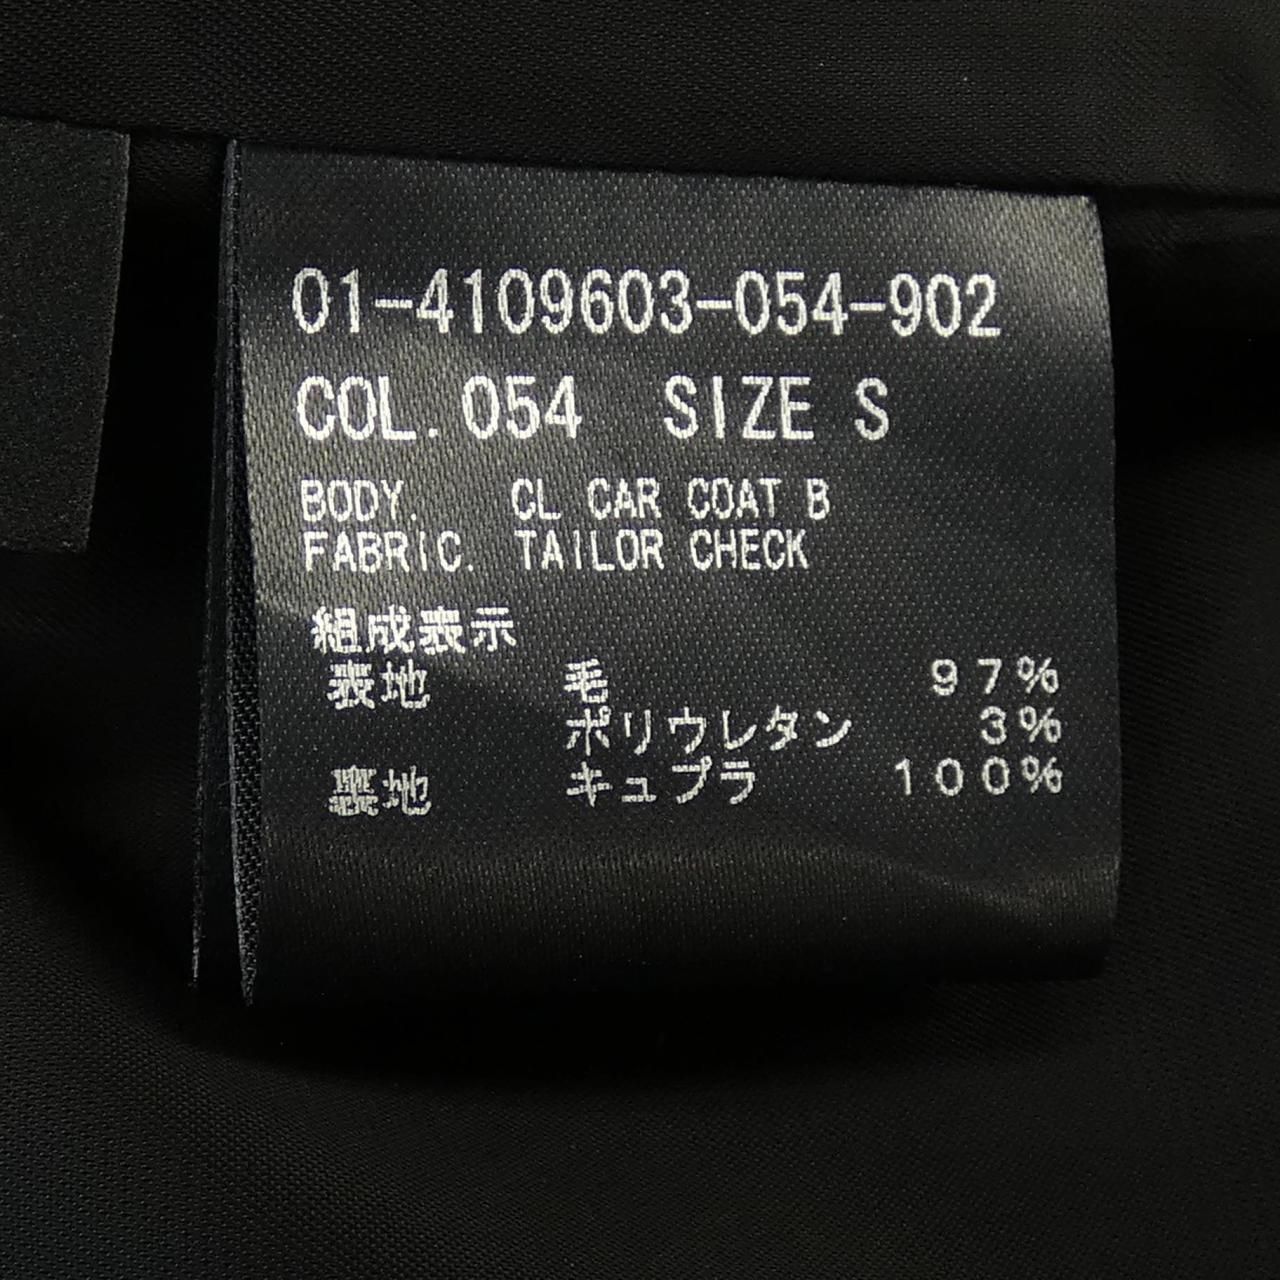 01-4109603-054-902
COL. 054 SIZE S
BODY. CL CAR COAT B
FABRIC. TAILOR CHECK
組成表示
表地 毛 97%
ポリウレタン 3%
裏地 キュプラ 100%